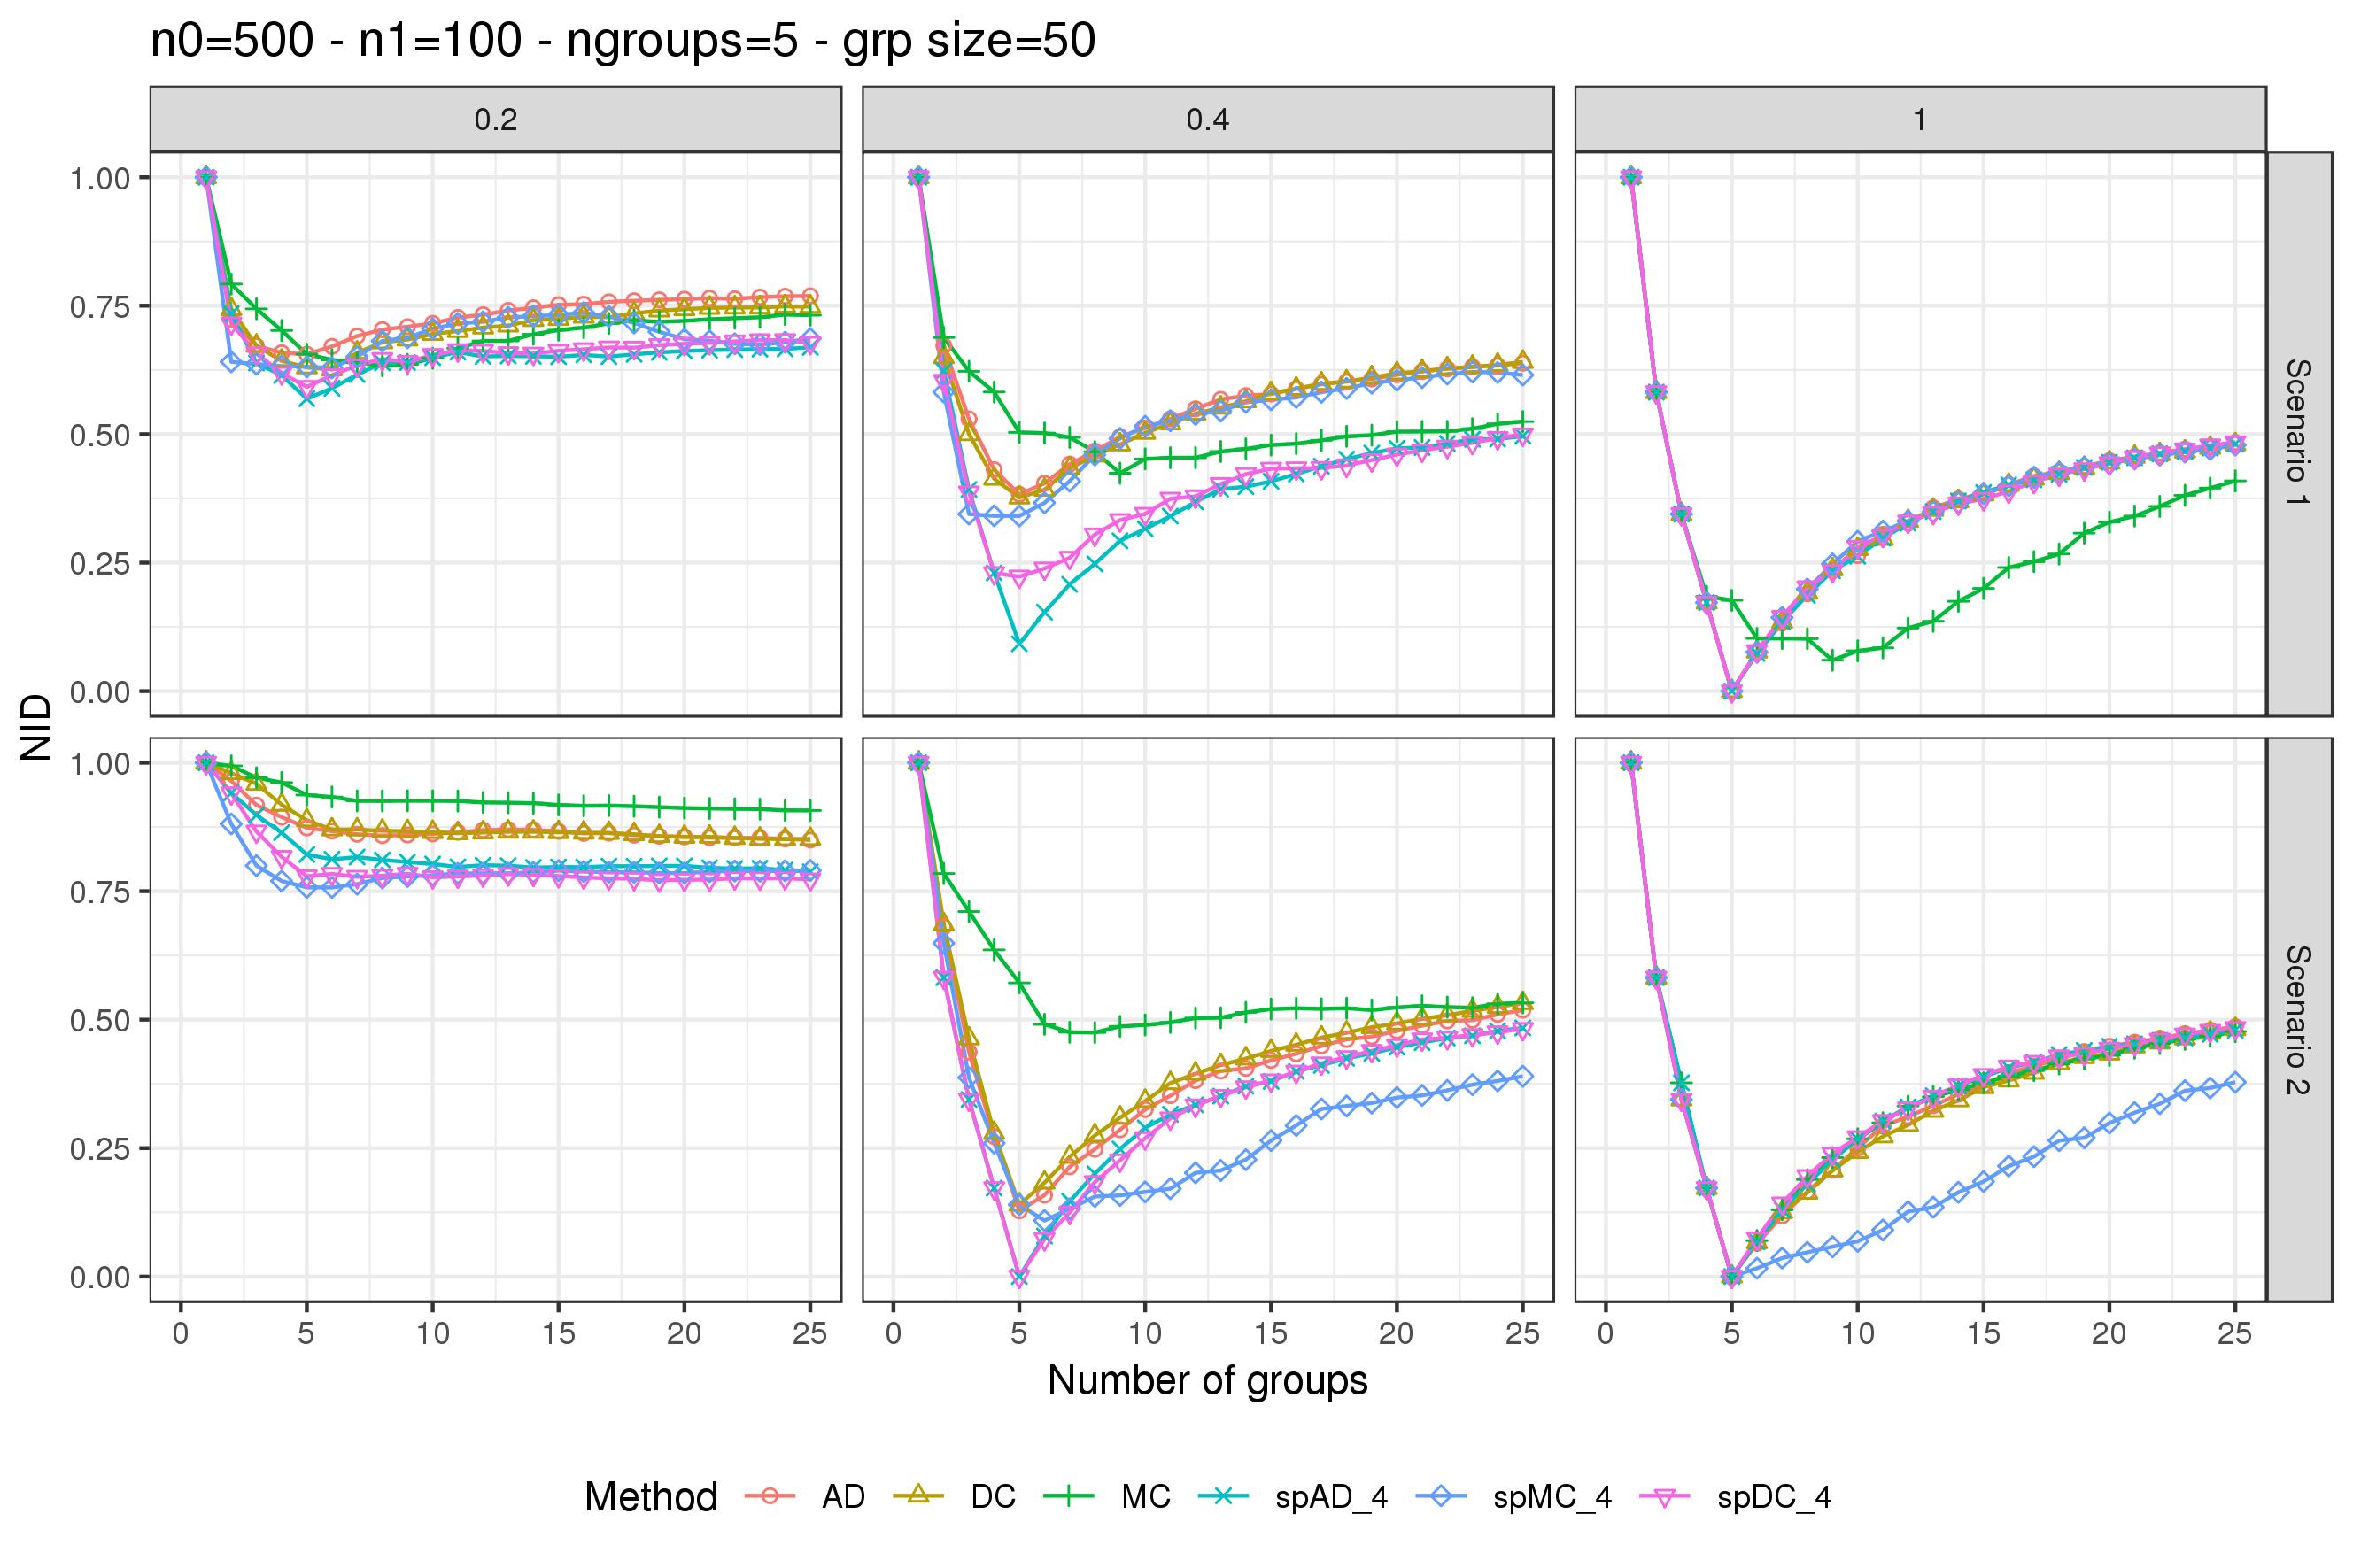 n0=500 - n1=100 - ngroups=5 - grp size=50
0.2 0.4 1
1.00
0.75
0.50
0.25
0.00
Scenario 1
NID
1.00
0.75
0.50
0.25
0.00
Scenario 2
0 5 10 15 20 25 0 5 10 15 20 25 0 5 10 15 20 25
Number of groups
Method AD DC MC spAD_4 spMC_4 spDC_4